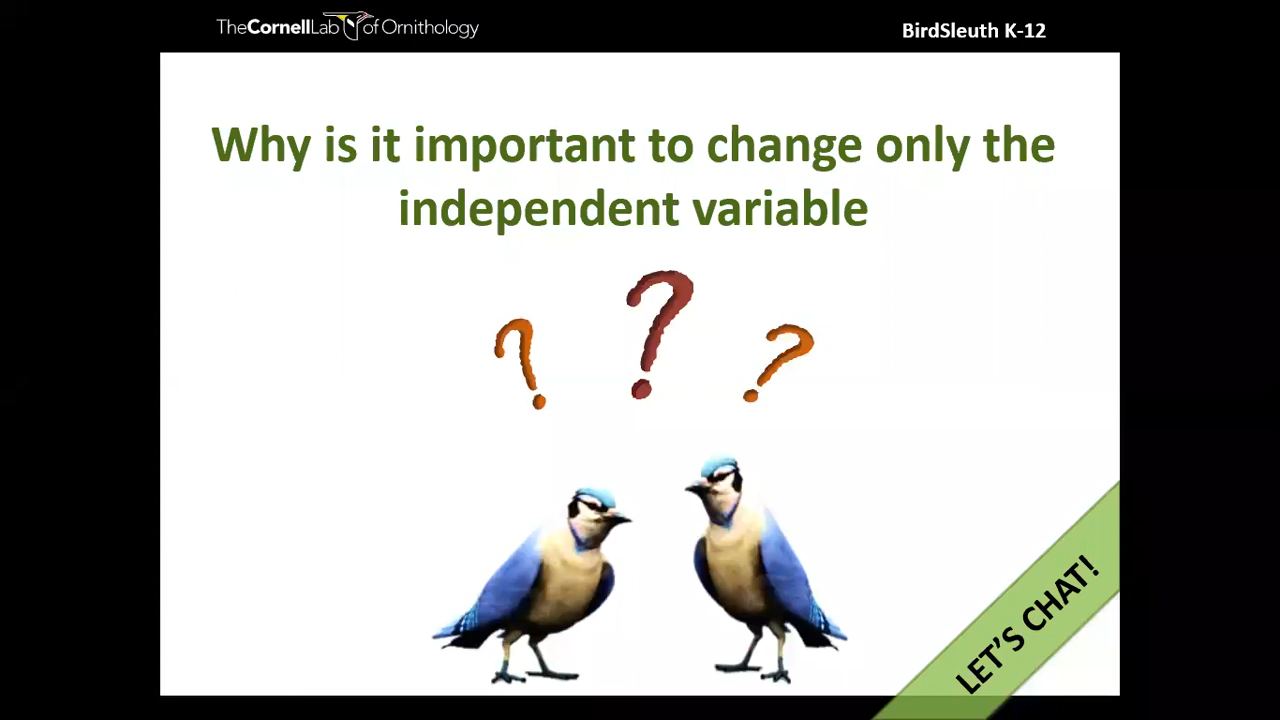 TheCornellLab of Ornithology
BirdSleuth K-12
Why is it important to change only the
independent variable
? ? ?
LET'S CHAT!